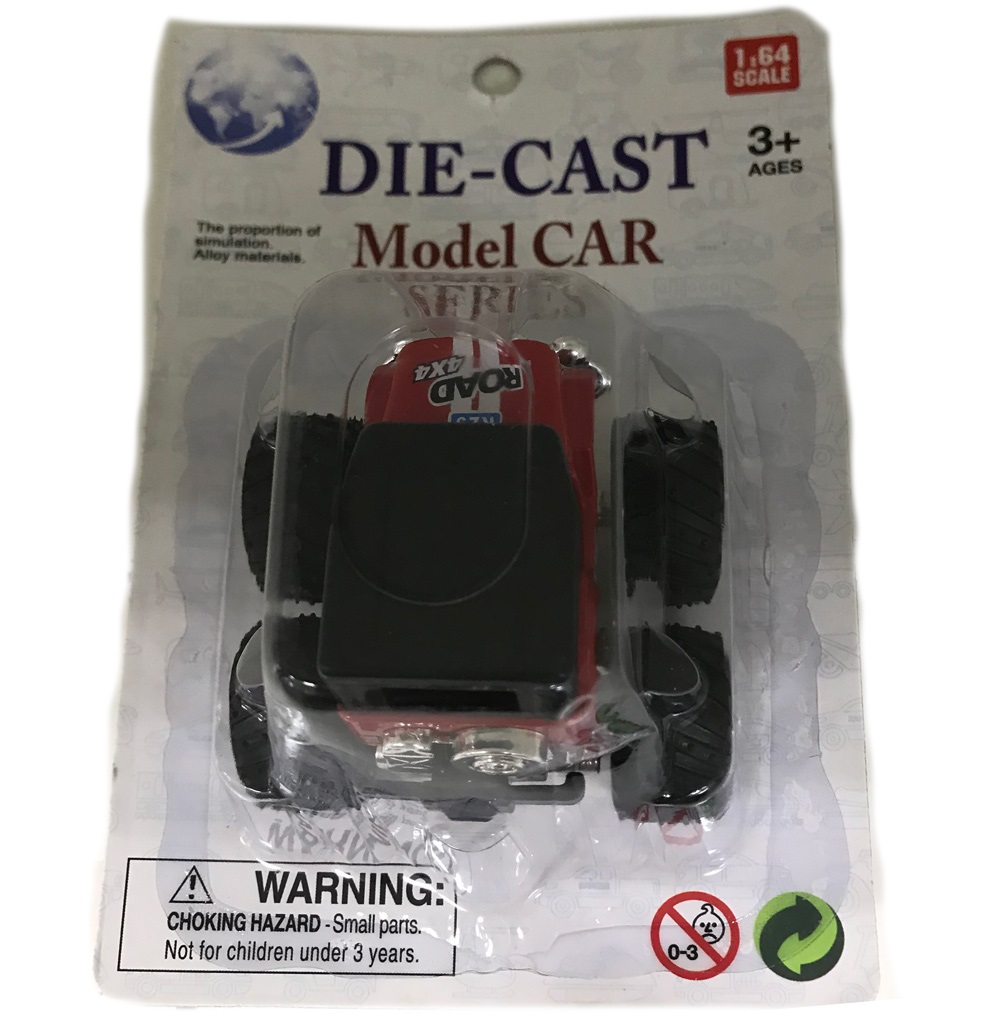 1:64
SCALE
DIE-CAST
3+
AGES
The proportion of
simulation.
Alloy materials.
Model CAR
SERIES
ROAD
4X4
WARNING:
CHOKING HAZARD - Small parts.
Not for children under 3 years.
0-3